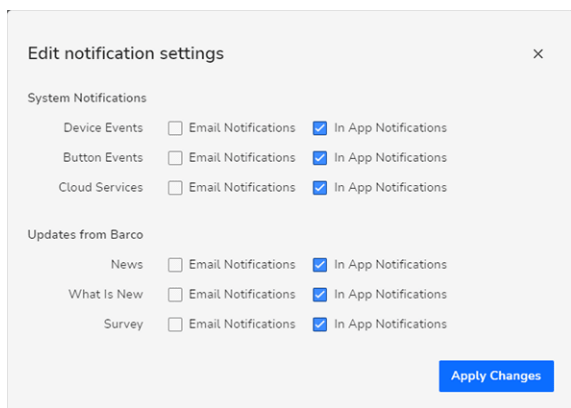 Edit notification settings
System Notifications
Device Events Email Notifications In App Notifications
Button Events Email Notifications In App Notifications
Cloud Services Email Notifications In App Notifications
Updates from Barco
News Email Notifications In App Notifications
What Is New Email Notifications In App Notifications
Survey Email Notifications In App Notifications
Apply Changes